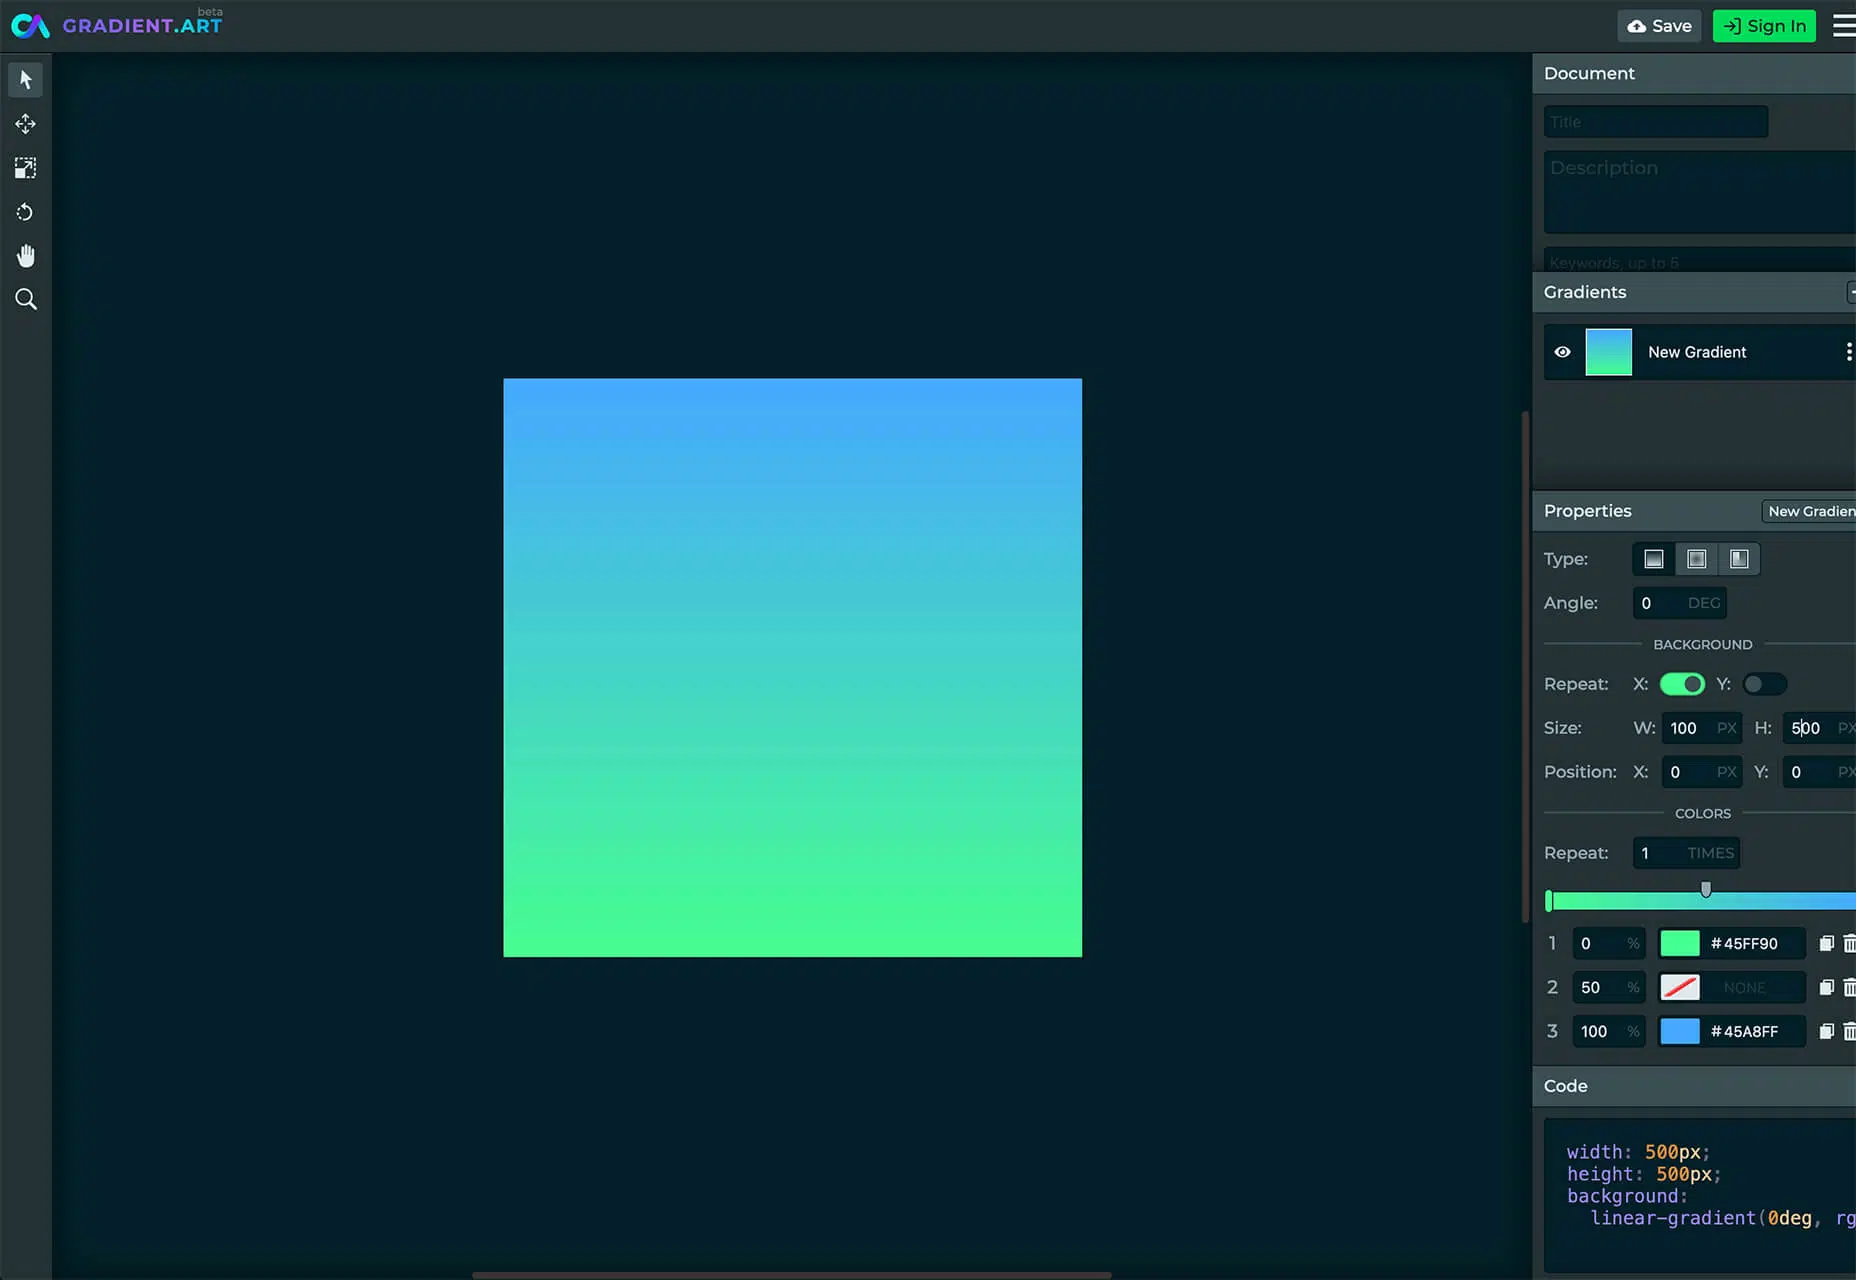 beta
GRADIENT.ART
Save
Sign In
Document
Title
Description
Keywords, up to 5
Gradients
New Gradient
Properties
New Gradien
Type:
Angle: 0 DEG
BACKGROUND
Repeat: X: Y:
Size: W: 100 PX H: 500 PX
Position: X: 0 PX Y: 0 PX
COLORS
Repeat: 1 TIMES
1 0 % #45FF90
2 50 % NONE
3 100 % #45A8FF
Code
width: 500px;
height: 500px;
background:
linear-gradient(0deg, rg